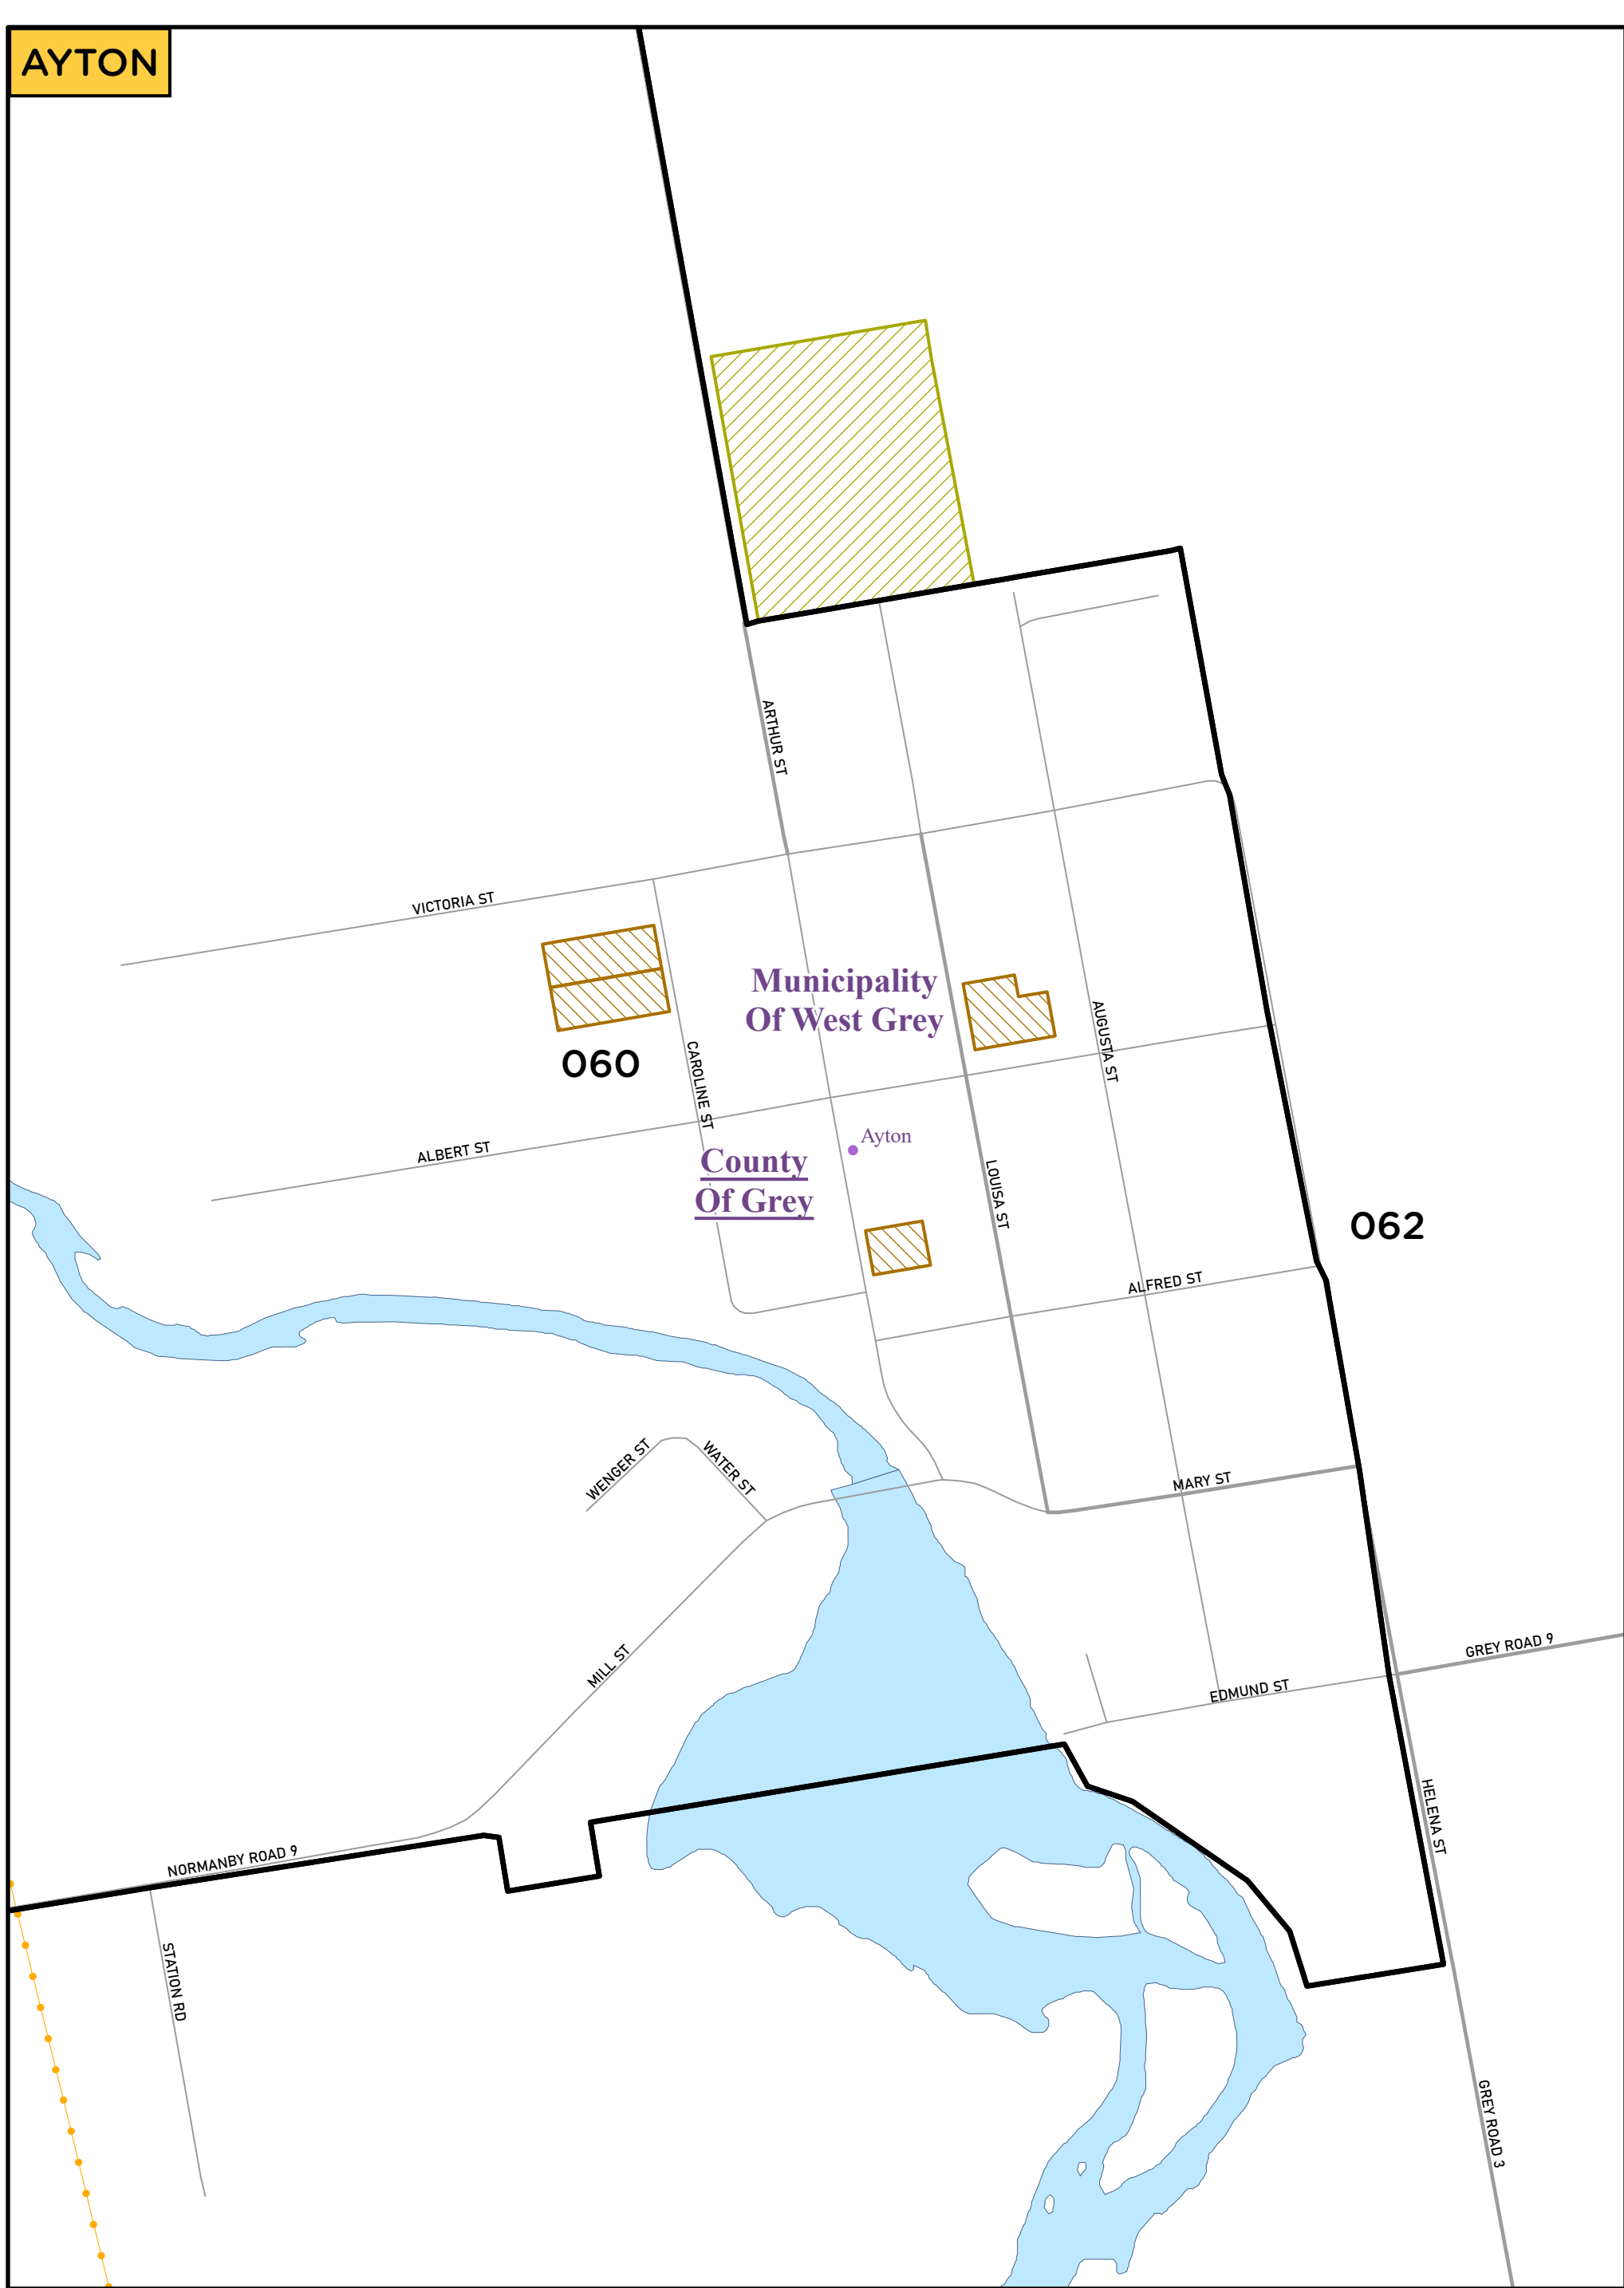 AYTON
ARTHUR ST
VICTORIA ST
Municipality
Of West Grey
AUGUSTA ST
060
CAROLINE ST
ALBERT ST
Ayton
County
Of Grey
LOUISA ST
062
ALFRED ST
WENGER ST
WATER ST
MARY ST
MILL ST
GREY ROAD 9
EDMUND ST
HELENA ST
NORMANBY ROAD 9
STATION RD
GREY ROAD 3